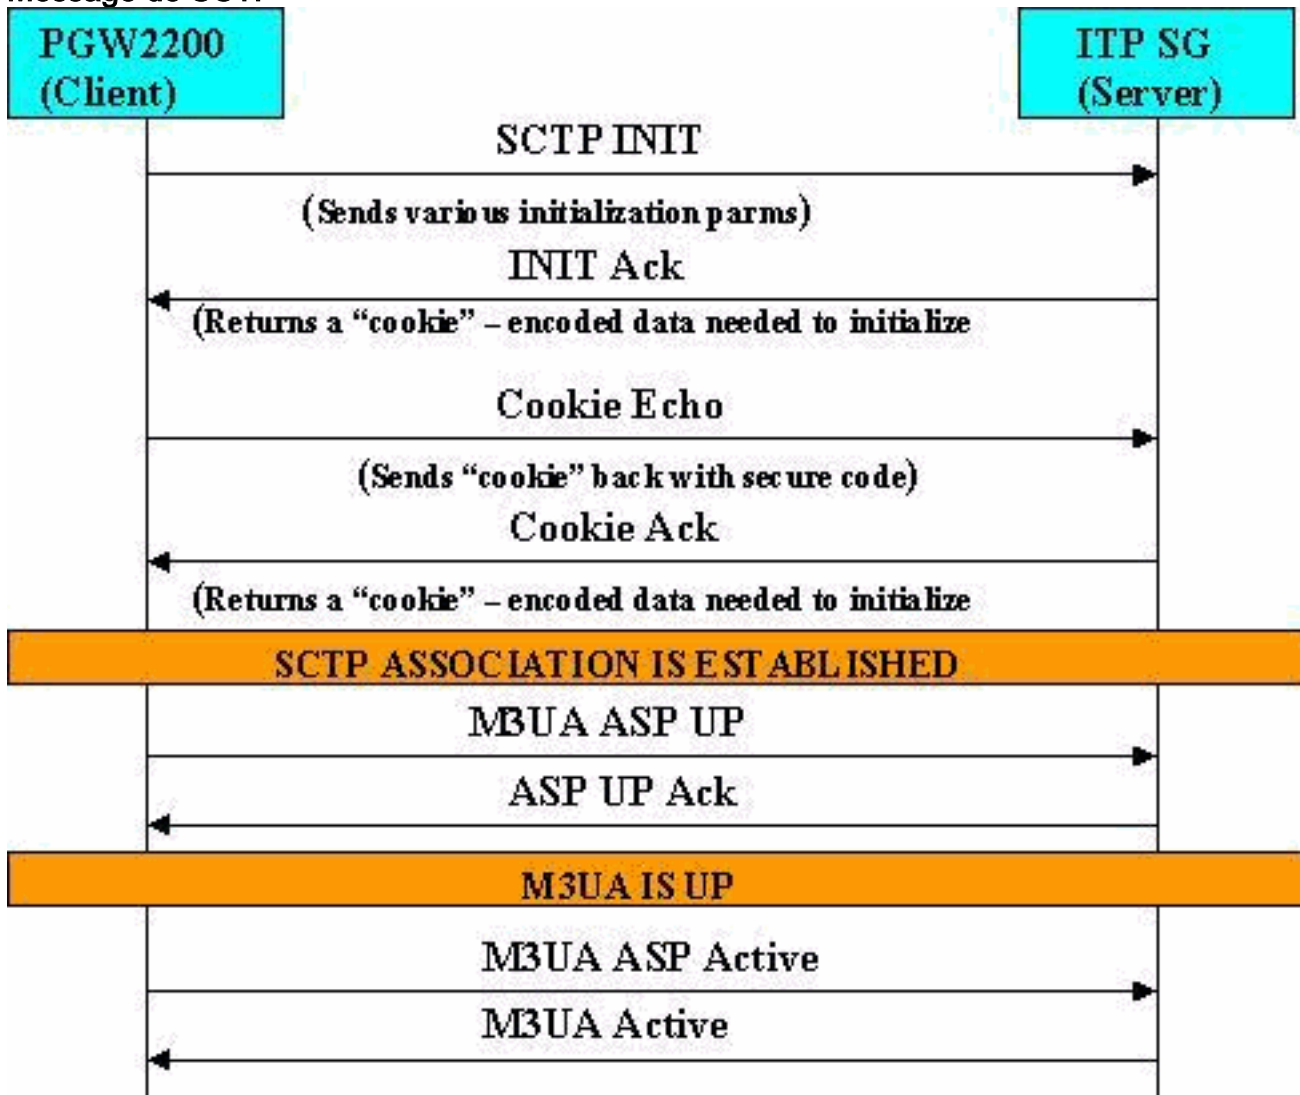 PGW2200
(Client)
ITP SG
(Server)
SCTP INIT
(Sends various initialization parms)
INIT Ack
(Returns a “cookie” – encoded data needed to initialize
Cookie Echo
(Sends “cookie” back with secure code)
Cookie Ack
(Returns a “cookie” – encoded data needed to initialize
SCTP ASSOCIATION IS ESTABLISHED
M3UA ASP UP
ASP UP Ack
M3UA IS UP
M3UA ASP Active
M3UA Active